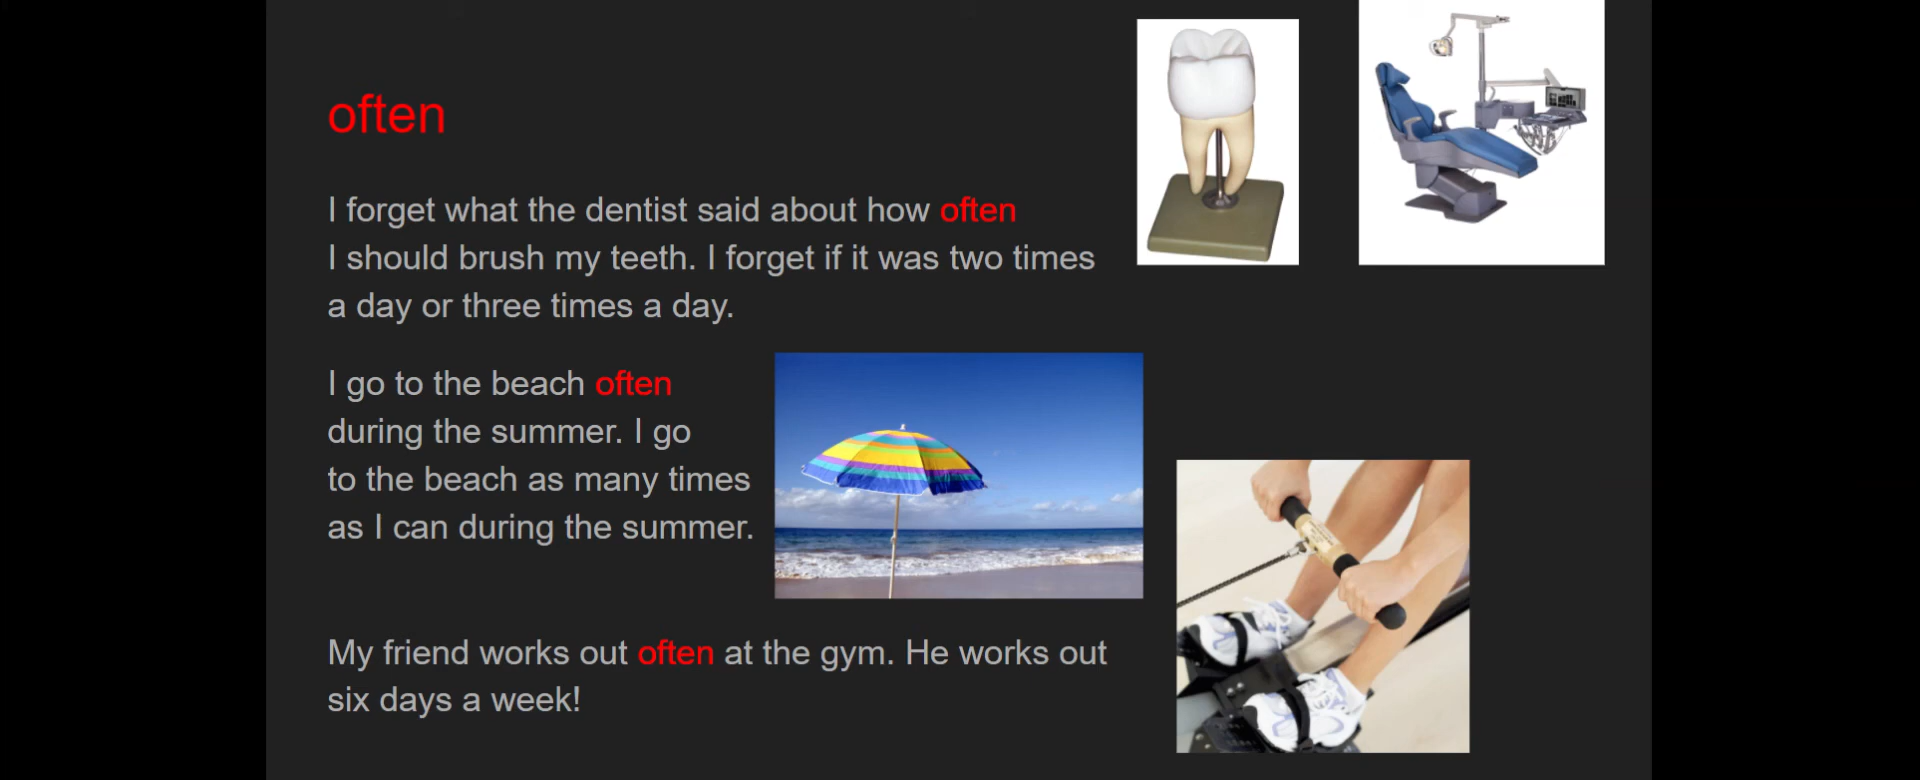 often
I forget what the dentist said about how often
I should brush my teeth. I forget if it was two times
a day or three times a day.
I go to the beach often
during the summer. I go
to the beach as many times
as I can during the summer.
My friend works out often at the gym. He works out
six days a week!